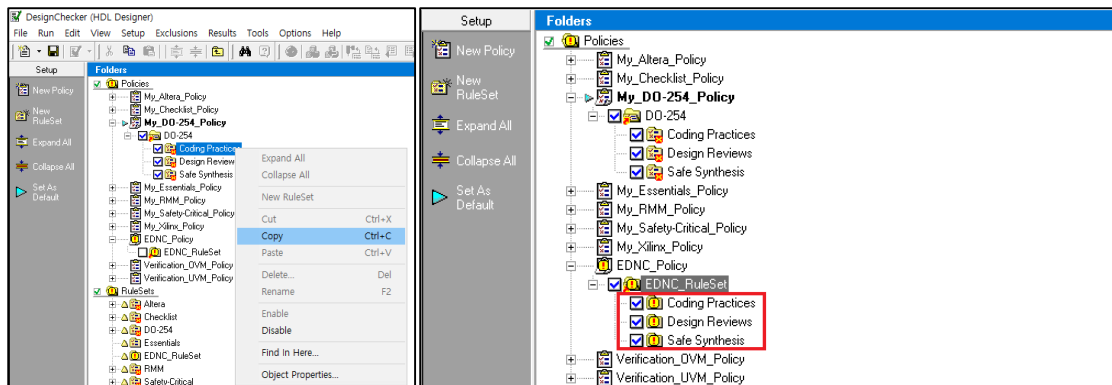 DesignChecker (HDL Designer)
File Run Edit View Setup Exclusions Results Tools Options Help
Setup
New Policy
New RuleSet
Expand All
Collapse All
Set As Default
Folders
Policies
My_Altera_Policy
My_Checklist_Policy
My_DO-254_Policy
DO-254
Coding Practices
Design Reviews
Safe Synthesis
My_Essentials_Policy
My_RMM_Policy
My_Safety-Critical_Policy
My_Xilinx_Policy
EDNC_Policy
EDNC_RuleSet
Verification_OVM_Policy
Verification_UVM_Policy
RuleSets
Altera
Checklist
DO-254
Essentials
EDNC_RuleSet
RMM
Safety-Critical
Expand All
Collapse All
New RuleSet
Cut Ctrl+X
Copy Ctrl+C
Paste Ctrl+V
Delete... Del
Rename F2
Enable
Disable
Find In Here...
Object Properties...
Setup
New Policy
New
RuleSet
Expand All
Collapse All
Set As
Default
Folders
Policies
My_Altera_Policy
My_Checklist_Policy
My_DO-254_Policy
DO-254
Coding Practices
Design Reviews
Safe Synthesis
My_Essentials_Policy
My_RMM_Policy
My_Safety-Critical_Policy
My_Xilinx_Policy
EDNC_Policy
EDNC_RuleSet
Coding Practices
Design Reviews
Safe Synthesis
Verification_OVM_Policy
Verification_UVM_Policy